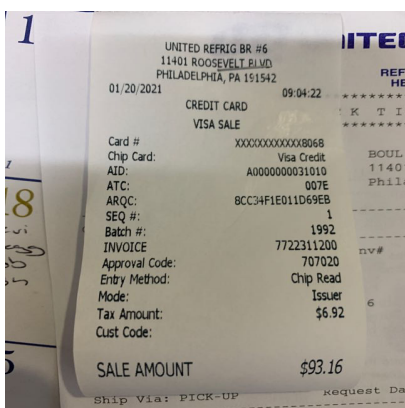 1
UNITED REFRIG BR #6
11401 ROOSEVELT BLVD
PHILADELPHIA, PA 191542
01/20/2021 09:04:22
CREDIT CARD
VISA SALE
Card # XXXXXXXXXXXX8068
Chip Card: Visa Credit
AID: A0000000031010
ATC: 007E
ARQC: 8CC34F1E011D69EB
SEQ #: 1
Batch #: 1992
INVOICE 7722311200
Approval Code: 707020
Entry Method: Chip Read
Mode: Issuer
Tax Amount: $6.92
Cust Code:
SALE AMOUNT $93.16
ITE
REF
HE
K TI
BOUL
1140
Phil
nv#
6
18
5
Ship Via: PICK-UP Request Da